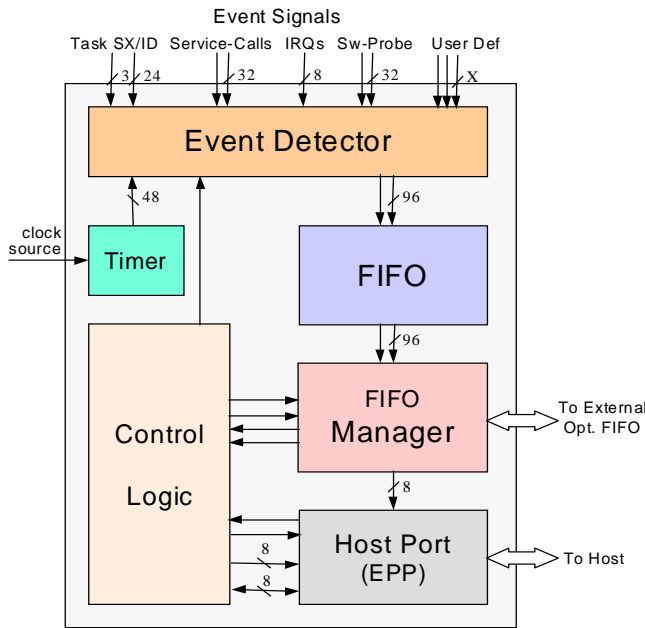 Event Signals
Task SX/ID Service-Calls IRQs Sw-Probe User Def
3 24 32 8 32 X
Event Detector
48 96
clock
source
Timer
FIFO
96
FIFO
Manager
Control
Logic
To External
Opt. FIFO
8
Host Port
(EPP)
8
8
To Host